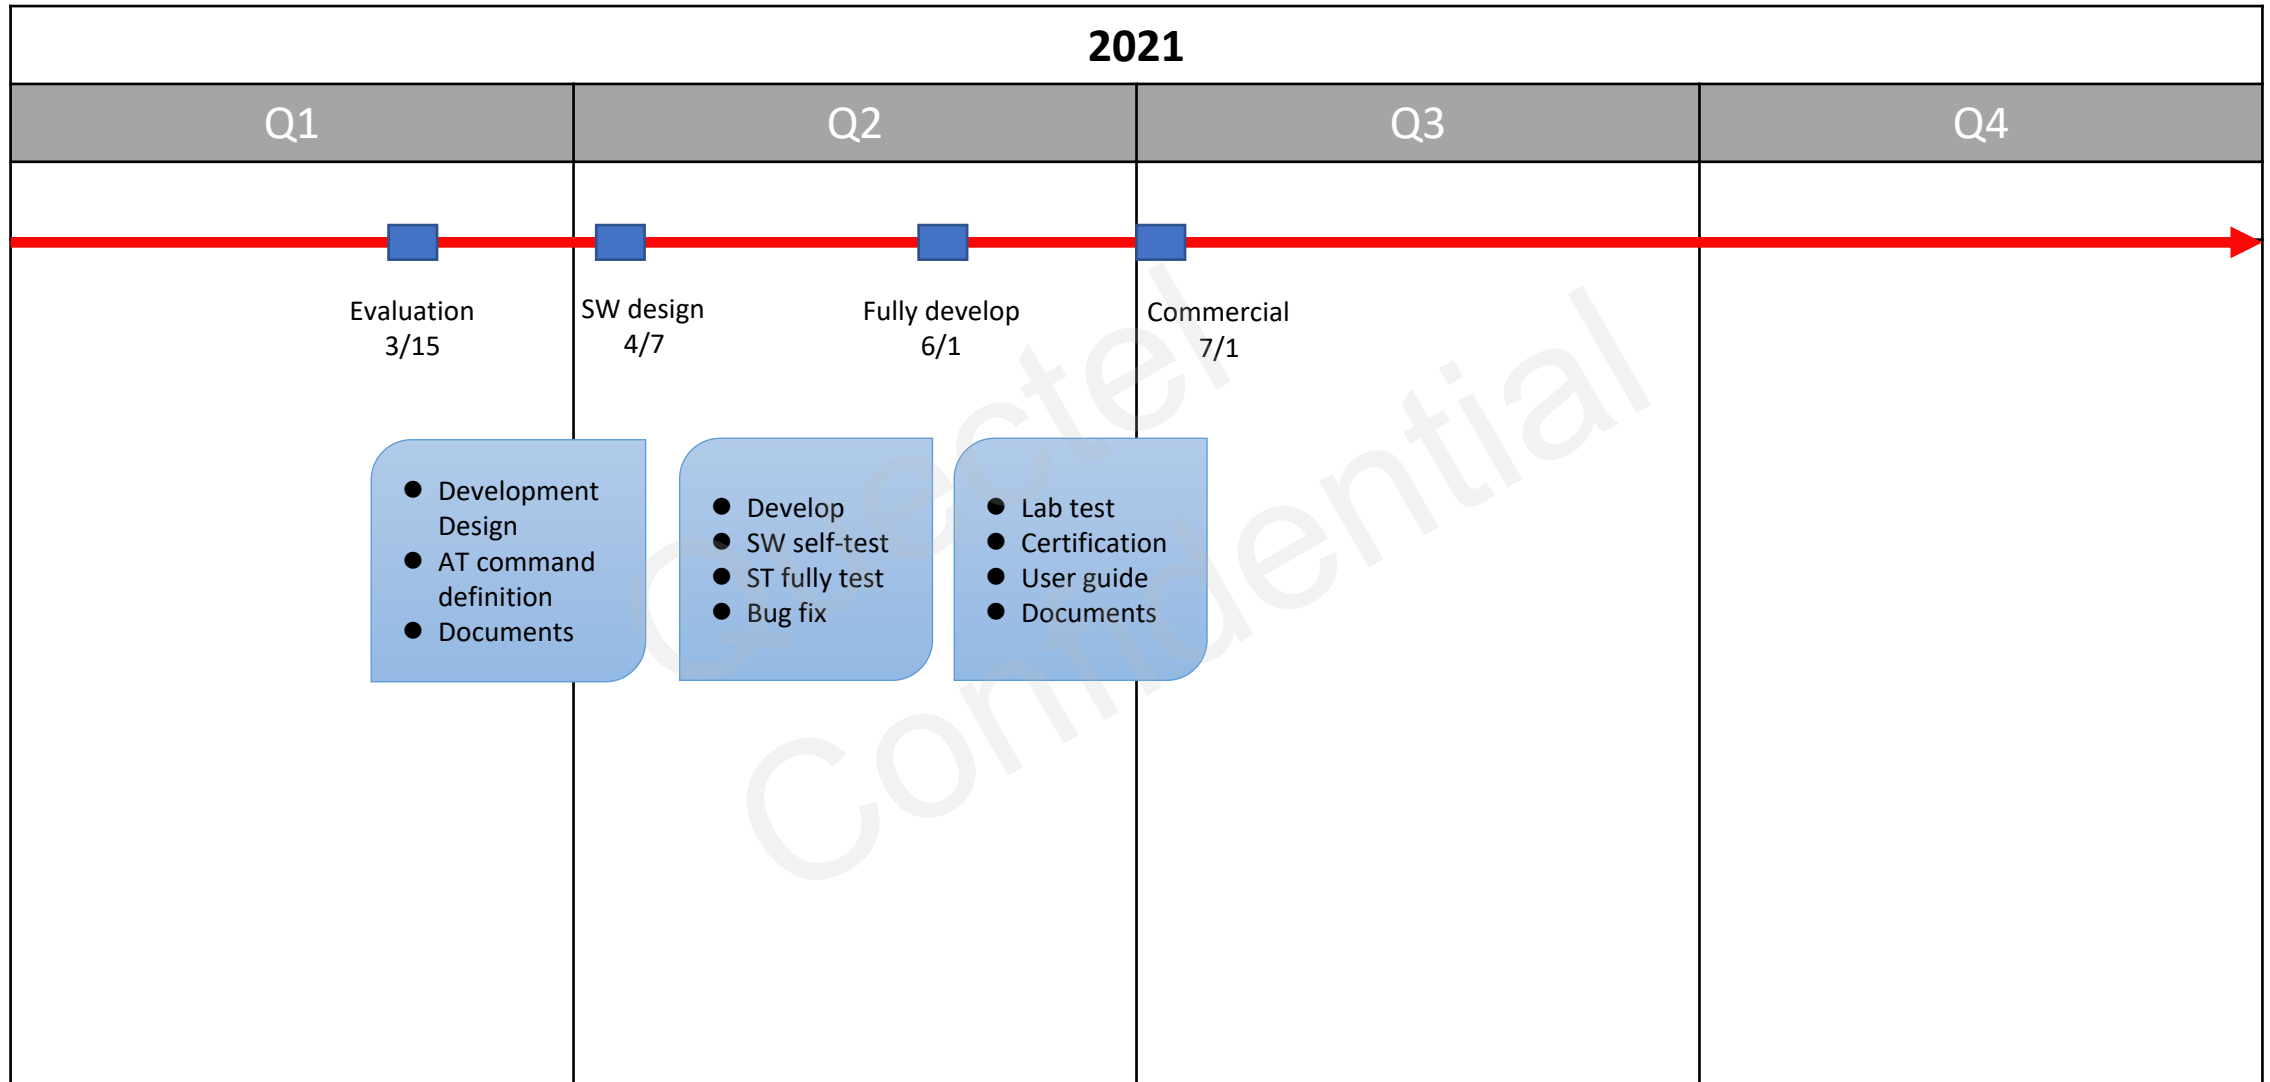 2021
Q1
Q2
Q3
Q4
Evaluation
3/15
SW design
4/7
Fully develop
6/1
Commercial
7/1
● Development
Design
● AT command
definition
● Documents
● Develop
● SW self-test
● ST fully test
● Bug fix
● Lab test
● Certification
● User guide
● Documents
Quectel
Confidential